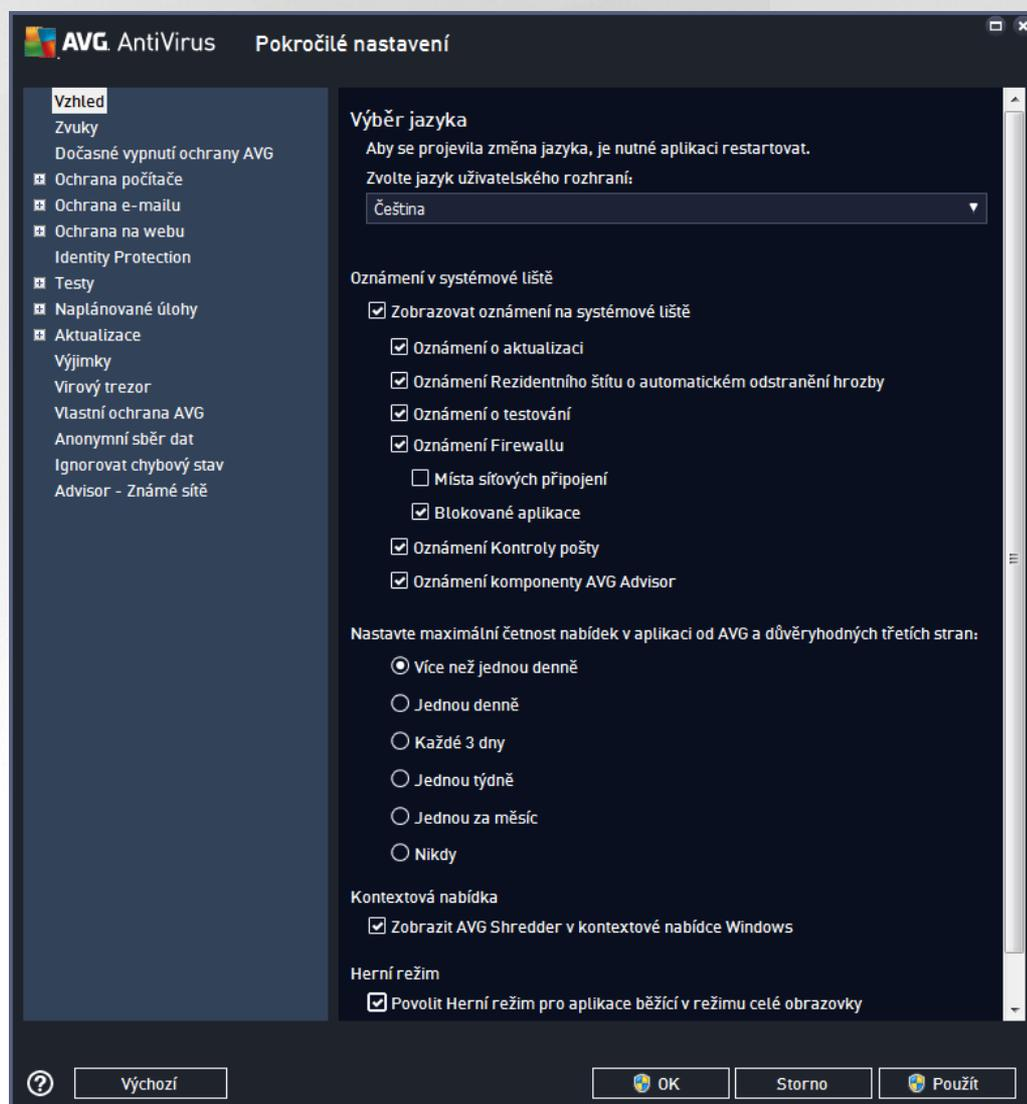 AVG. AntiVirus Pokročilé nastavení
Vzhled
Zvuky
Dočasné vypnutí ochrany AVG
Ochrana počítače
Ochrana e-mailu
Ochrana na webu
Identity Protection
Testy
Naplánované úlohy
Aktualizace
Výjimky
Virový trezor
Vlastní ochrana AVG
Anonymní sběr dat
Ignorovat chybový stav
Advisor - Známé sítě
Výběr jazyka
Aby se projevila změna jazyka, je nutné aplikaci restartovat.
Zvolte jazyk uživatelského rozhraní:
Čeština
Oznámení v systémové liště
Zobrazovat oznámení na systémové liště
Oznámení o aktualizaci
Oznámení Rezidentního štítu o automatickém odstranění hrozby
Oznámení o testování
Oznámení Firewallu
Místa síťových připojení
Blokované aplikace
Oznámení Kontroly pošty
Oznámení komponenty AVG Advisor
Nastavte maximální četnost nabídek v aplikaci od AVG a důvěryhodných třetích stran:
Více než jednou denně
Jednou denně
Každé 3 dny
Jednou týdně
Jednou za měsíc
Nikdy
Kontextová nabídka
Zobrazit AVG Shredder v kontextové nabídce Windows
Herní režim
Povolit Herní režim pro aplikace běžící v režimu celé obrazovky
Výchozí
OK
Storno
Použít